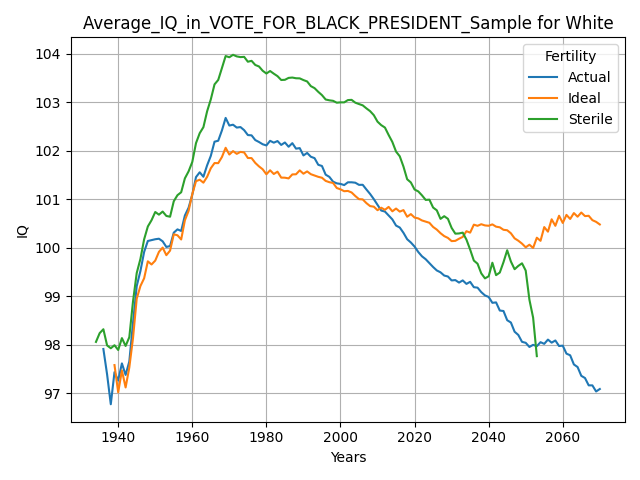 Average_IQ_in_VOTE_FOR_BLACK_PRESIDENT_Sample for White
Fertility
Actual
Ideal
Sterile
104
103
102
101
100
99
98
97
IQ
1940
1960
1980
2000
2020
2040
2060
Years